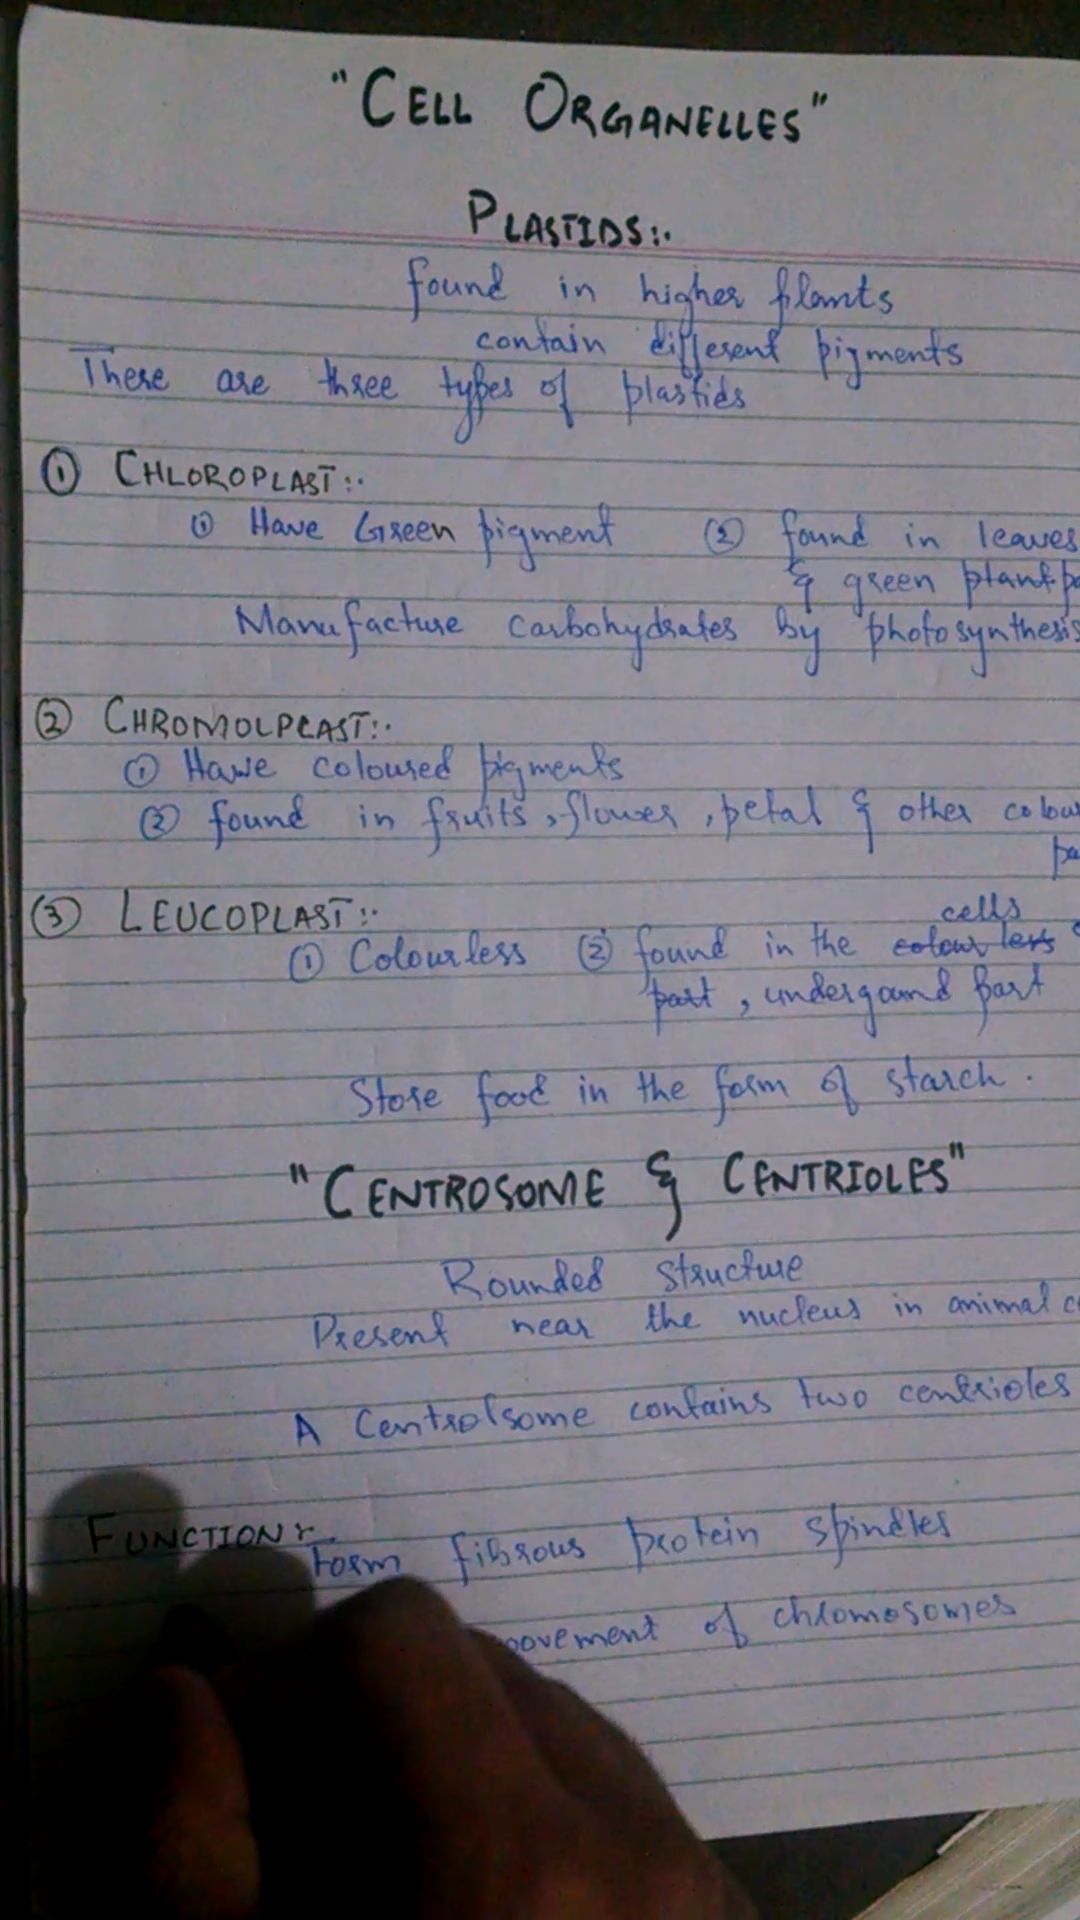 "CELL ORGANELLES"
PLASTIDS:.
found in higher plants
contain different pigments
There are three types of plastids
① CHLOROPLAST:.
① Have Green pigment ② found in leaves
& green plant
Manufacture carbohydrates by photosynthesis
② CHROMOLPLAST:.
① Have coloured pigments
② found in fruits, flower, petal & other
③ LEUCOPLAST:.
cells
① Colourless ② found in the colour less
part, undergound part
Store food in the form of starch.
"CENTROSOME & CENTRIOLES"
Rounded structure
Present near the nucleus in animal
A Centrolsome contains two centrioles
FUNCTION:.
Form fibrous protein spindles
movement of chromosomes